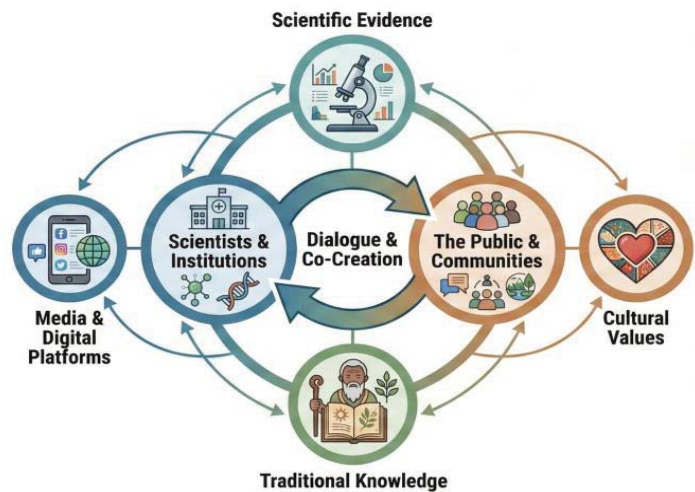 Scientific Evidence
Scientists &
Institutions
Dialogue &
Co-Creation
The Public &
Communities
Media &
Digital
Platforms
Cultural
Values
Traditional Knowledge